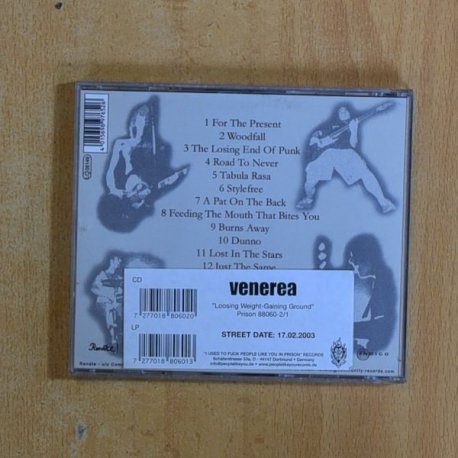 1 For The Present
2 Woodfall
3 The Losing End Of Punk
4 Road To Never
5 Tabula Rasa
6 Stylefree
7 A Pat On The Back
8 Feeding The Mouth That Bites You
9 Burns Away
10 Dunno
11 Lost In The Stars
12 Just The Same
CD
7 277018 806020
LP
7 277018 806013
venerea
"Loosing Weight-Gaining Ground"
Prison 88060-2/1
STREET DATE: 17.02.2003
"I USED TO FUCK PEOPLE LIKE YOU IN PRISON" RECORDS